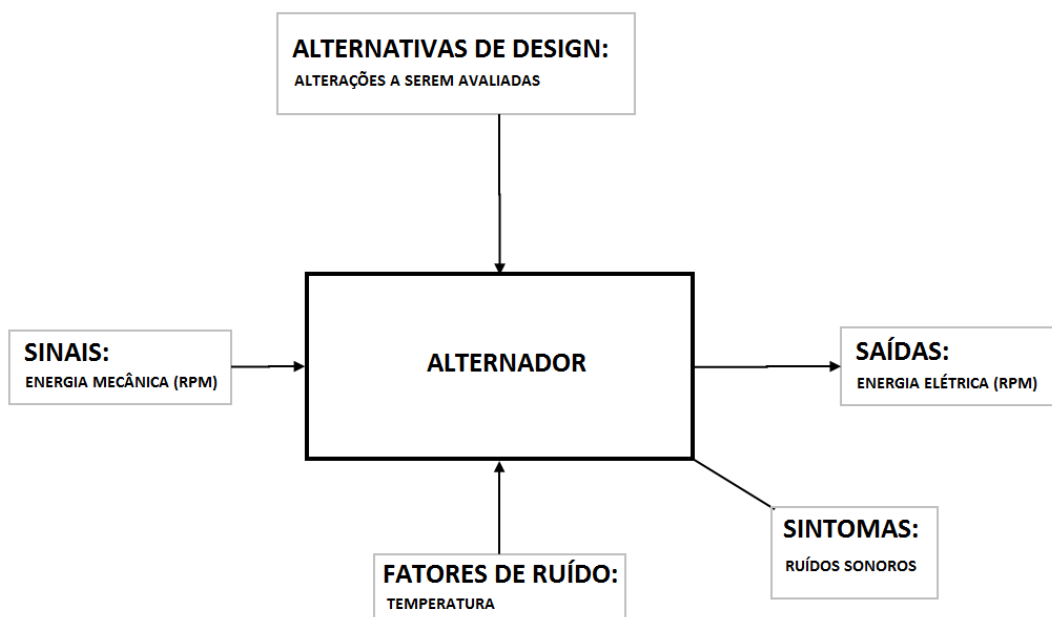 ALTERNATIVAS DE DESIGN:
ALTERAÇÕES A SEREM AVALIADAS
SINAIS:
ENERGIA MECÂNICA (RPM)
ALTERNADOR
SAÍDAS:
ENERGIA ELÉTRICA (RPM)
SINTOMAS:
RUÍDOS SONOROS
FATORES DE RUÍDO:
TEMPERATURA